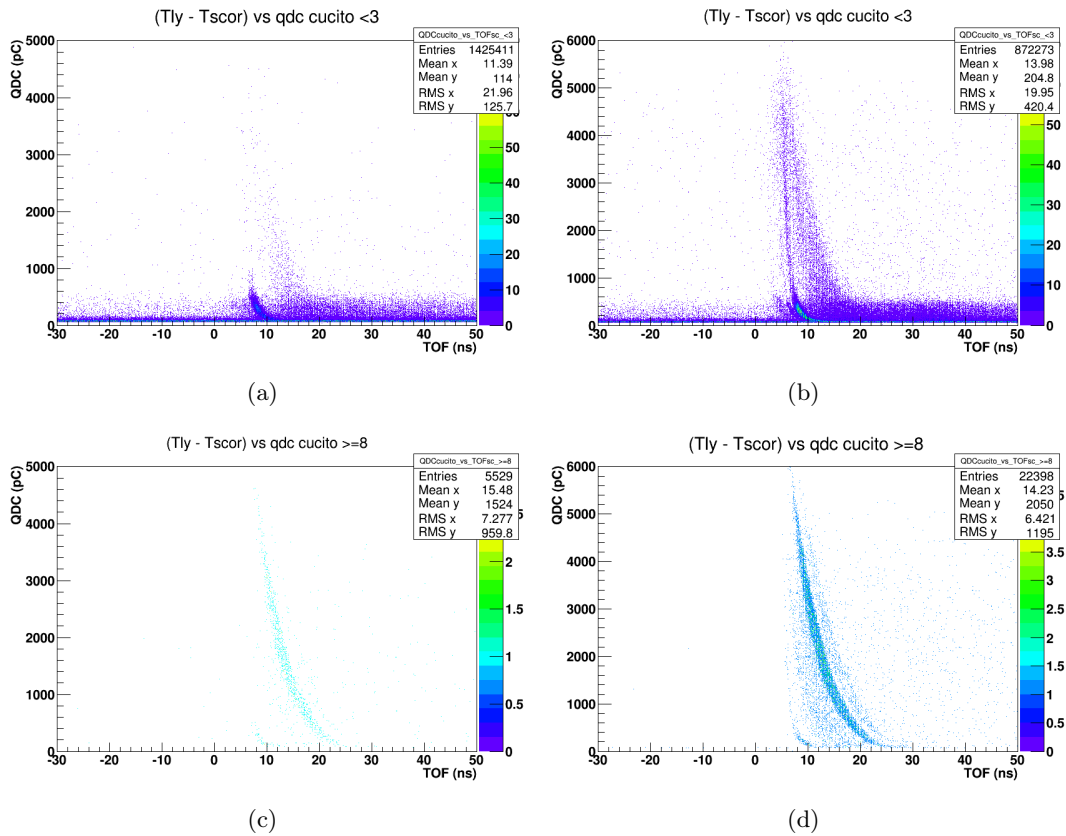 (Tly - Tscor) vs qdc cucito <3
QDC (pC)
5000
4000
3000
2000
1000
0
-30 -20 -10 0 10 20 30 40 50
TOF (ns)
QDCcucito_vs_TOFsc_<3
Entries 1425411
Mean x 11.39
Mean y 114
RMS x 21.96
RMS y 125.7
50
40
30
20
10
0
(a)
(Tly - Tscor) vs qdc cucito <3
QDC (pC)
6000
5000
4000
3000
2000
1000
0
-30 -20 -10 0 10 20 30 40 50
TOF (ns)
QDCcucito_vs_TOFsc_<3
Entries 872273
Mean x 13.98
Mean y 204.8
RMS x 19.95
RMS y 420.4
50
40
30
20
10
0
(b)
(Tly - Tscor) vs qdc cucito >=8
QDC (pC)
5000
4000
3000
2000
1000
0
-30 -20 -10 0 10 20 30 40 50
TOF (ns)
QDCcucito_vs_TOFsc_>=8
Entries 5529
Mean x 15.48
Mean y 1524
RMS x 7.277
RMS y 959.8
2
1.5
1
0.5
0
(c)
(Tly - Tscor) vs qdc cucito >=8
QDC (pC)
6000
5000
4000
3000
2000
1000
0
-30 -20 -10 0 10 20 30 40 50
TOF (ns)
QDCcucito_vs_TOFsc_>=8
Entries 22398
Mean x 14.23
Mean y 2050
RMS x 6.421
RMS y 1195
3.5
3
2.5
2
1.5
1
0.5
0
(d)